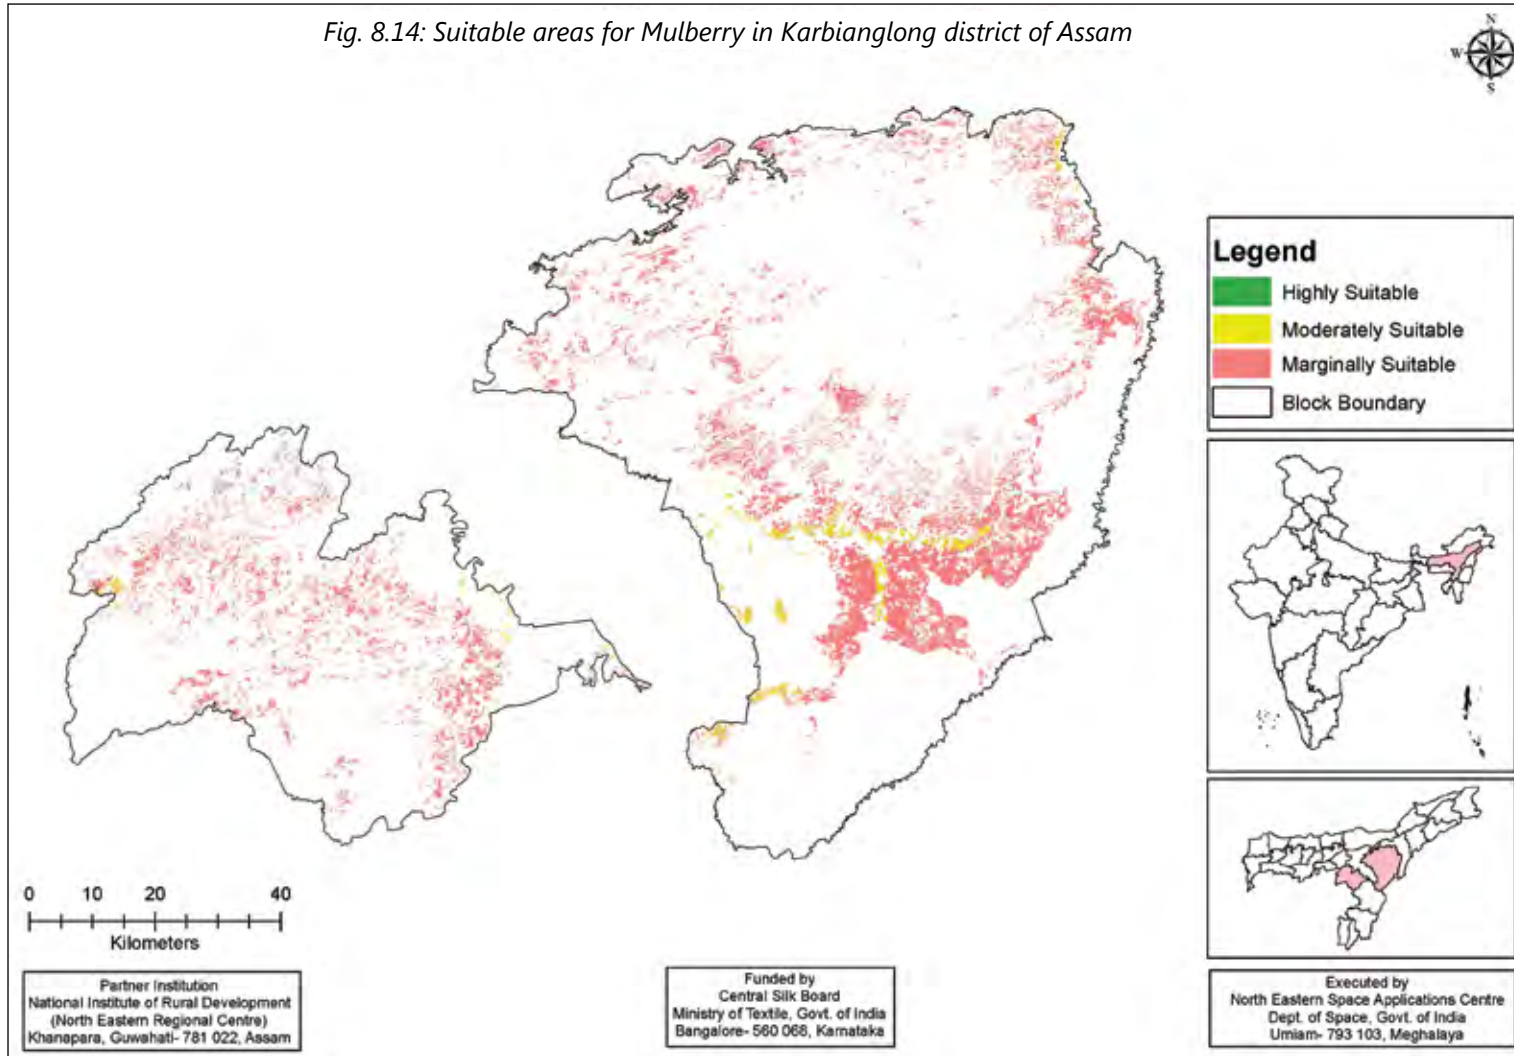 Fig. 8.14: Suitable areas for Mulberry in Karbianglong district of Assam
N
W
S
Legend
Highly Suitable
Moderately Suitable
Marginally Suitable
Block Boundary
0 10 20 40
Kilometers
Partner Institution
National Institute of Rural Development
(North Eastern Regional Centre)
Khanapara, Guwahati- 781 022, Assam
Funded by
Central Silk Board
Ministry of Textile, Govt. of India
Bangalore- 560 068, Karnataka
Executed by
North Eastern Space Applications Centre
Dept. of Space, Govt. of India
Umiam- 793 103, Meghalaya